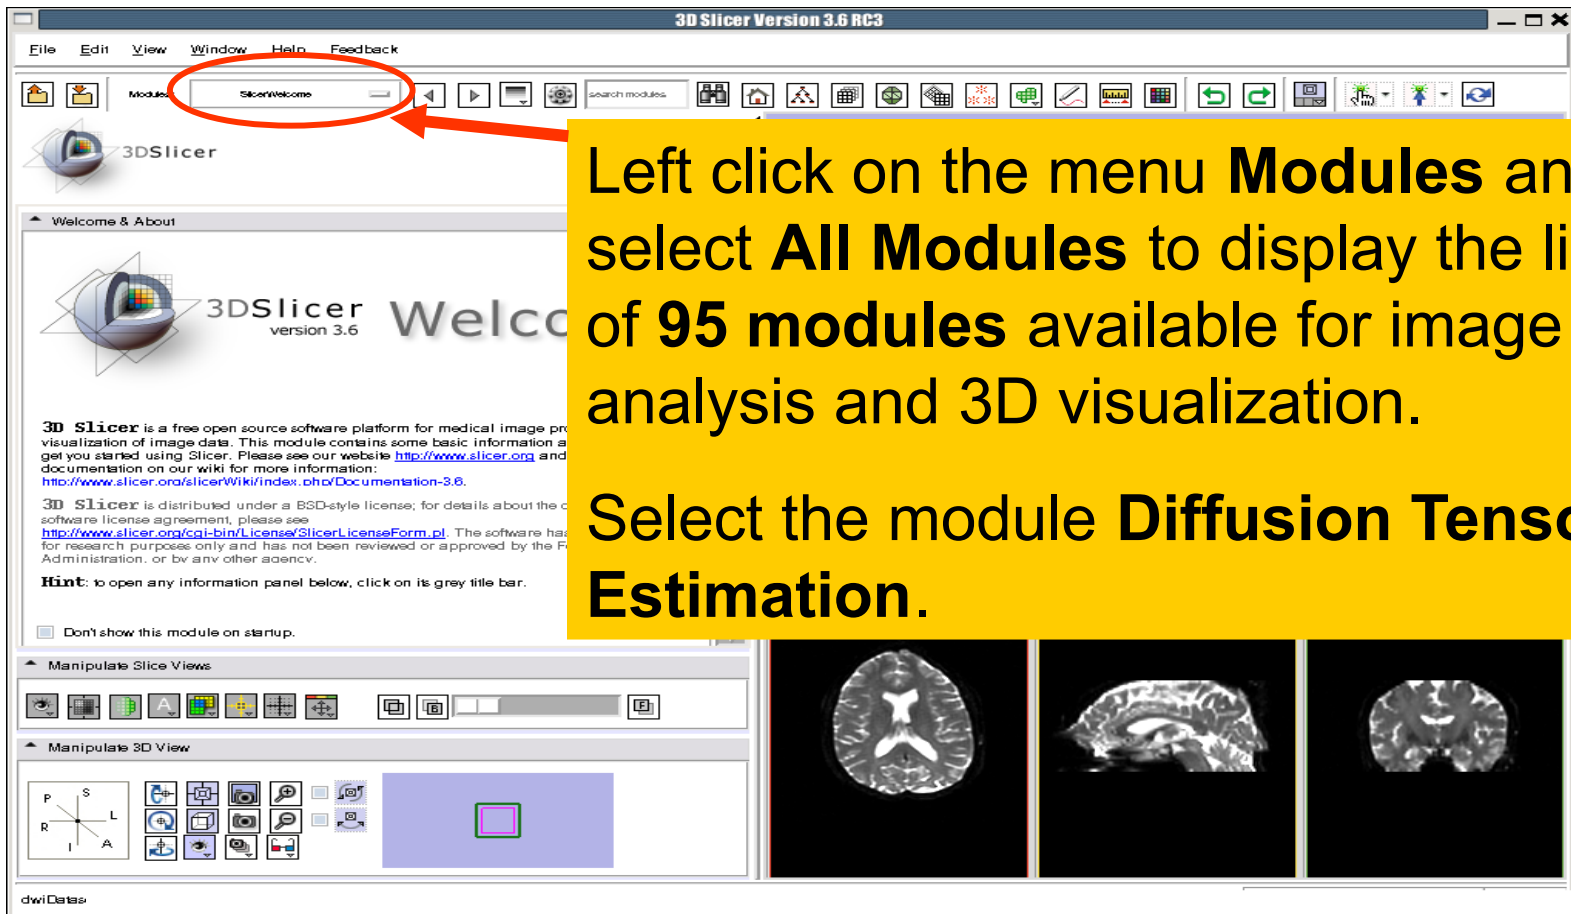 3D Slicer Version 3.6 RC3
File Edit View Window Help Feedback
Modules: SlicerWelcome search modules
3DSlicer
Left click on the menu Modules an
select All Modules to display the li
of 95 modules available for image
analysis and 3D visualization.
Select the module Diffusion Tenso
Estimation.
Welcome & About
3DSlicer
version 3.6
Welco
3D Slicer is a free open source software platform for medical image pro
visualization of image data. This module contains some basic information a
get you started using Slicer. Please see our website http://www.slicer.org and
documentation on our wiki for more information:
http://www.slicer.org/slicerWiki/index.php/Documentation-3.6.
3D Slicer is distributed under a BSD-style license; for details about the c
software license agreement, please see
http://www.slicer.org/cgi-bin/License/SlicerLicenseForm.pl. The software has
for research purposes only and has not been reviewed or approved by the F
Administration, or by any other agency.
Hint: to open any information panel below, click on its grey title bar.
Don't show this module on startup.
Manipulate Slice Views
A
B
F
Manipulate 3D View
P S
R L
I A
dwiDatas